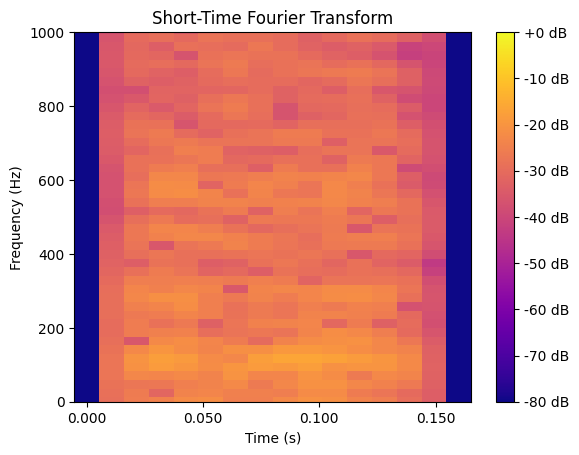 Short-Time Fourier Transform
1000
800
600
400
200
0
Frequency (Hz)
0.000
0.050
0.100
0.150
Time (s)
+0 dB
-10 dB
-20 dB
-30 dB
-40 dB
-50 dB
-60 dB
-70 dB
-80 dB